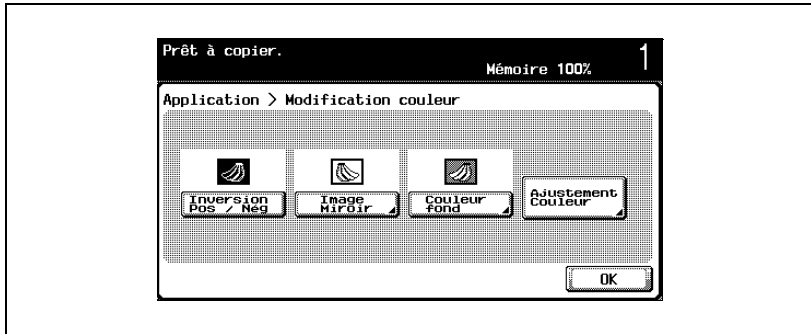 Prêt à copier.
Mémoire 100% 1
Application > Modification couleur
Inversion
Pos / Nég
Image
Miroir
Couleur
fond
Ajustement
Couleur
OK